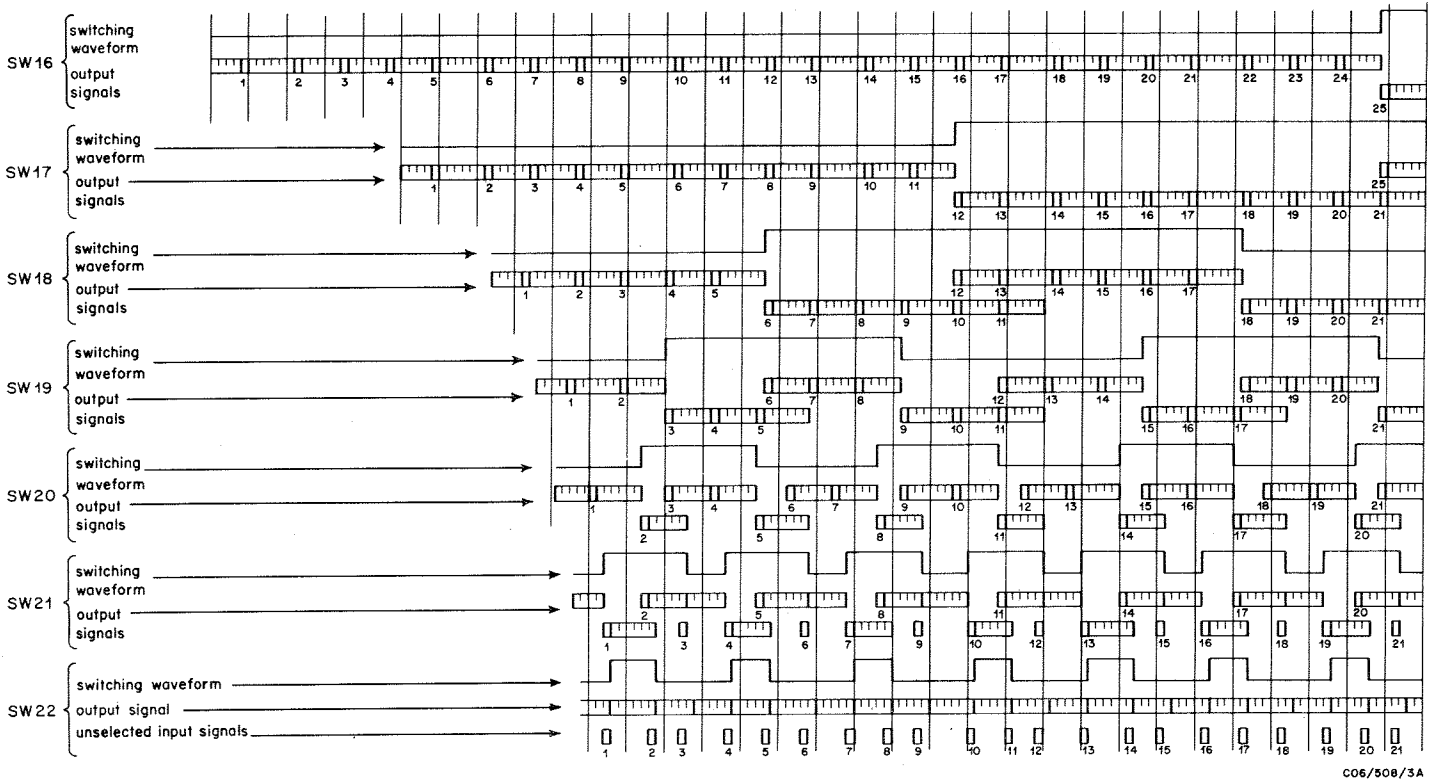 switching
waveform
SW16
output
signals
1 2 3 4 5 6 7 8 9 10 11 12 13 14 15 16 17 18 19 20 21 22 23 24
25
switching
waveform
SW17
output
signals
1 2 3 4 5 6 7 8 9 10 11
25
12 13 14 15 16 17 18 19 20 21
switching
waveform
SW18
output
signals
1 2 3 4 5
12 13 14 15 16 17
6 7 8 9 10 11
18 19 20 21
switching
waveform
SW19
output
signals
1 2
6 7 8
12 13 14
18 19 20
3 4 5
9 10 11
15 16 17
21
switching
waveform
SW20
output
signals
1 3 4 6 7 9 10 12 13 15 16 18 19 21
2 5 8 11 14 17 20
switching
waveform
SW21
output
signals
2 5 8 11 14 17 20
1 3 4 6 7 9 10 12 13 15 16 18 19 21
switching waveform
SW22
output signal
unselected input signals
1 2 3 4 5 6 7 8 9 10 11 12 13 14 15 16 17 18 19 20 21
C06/508/3A